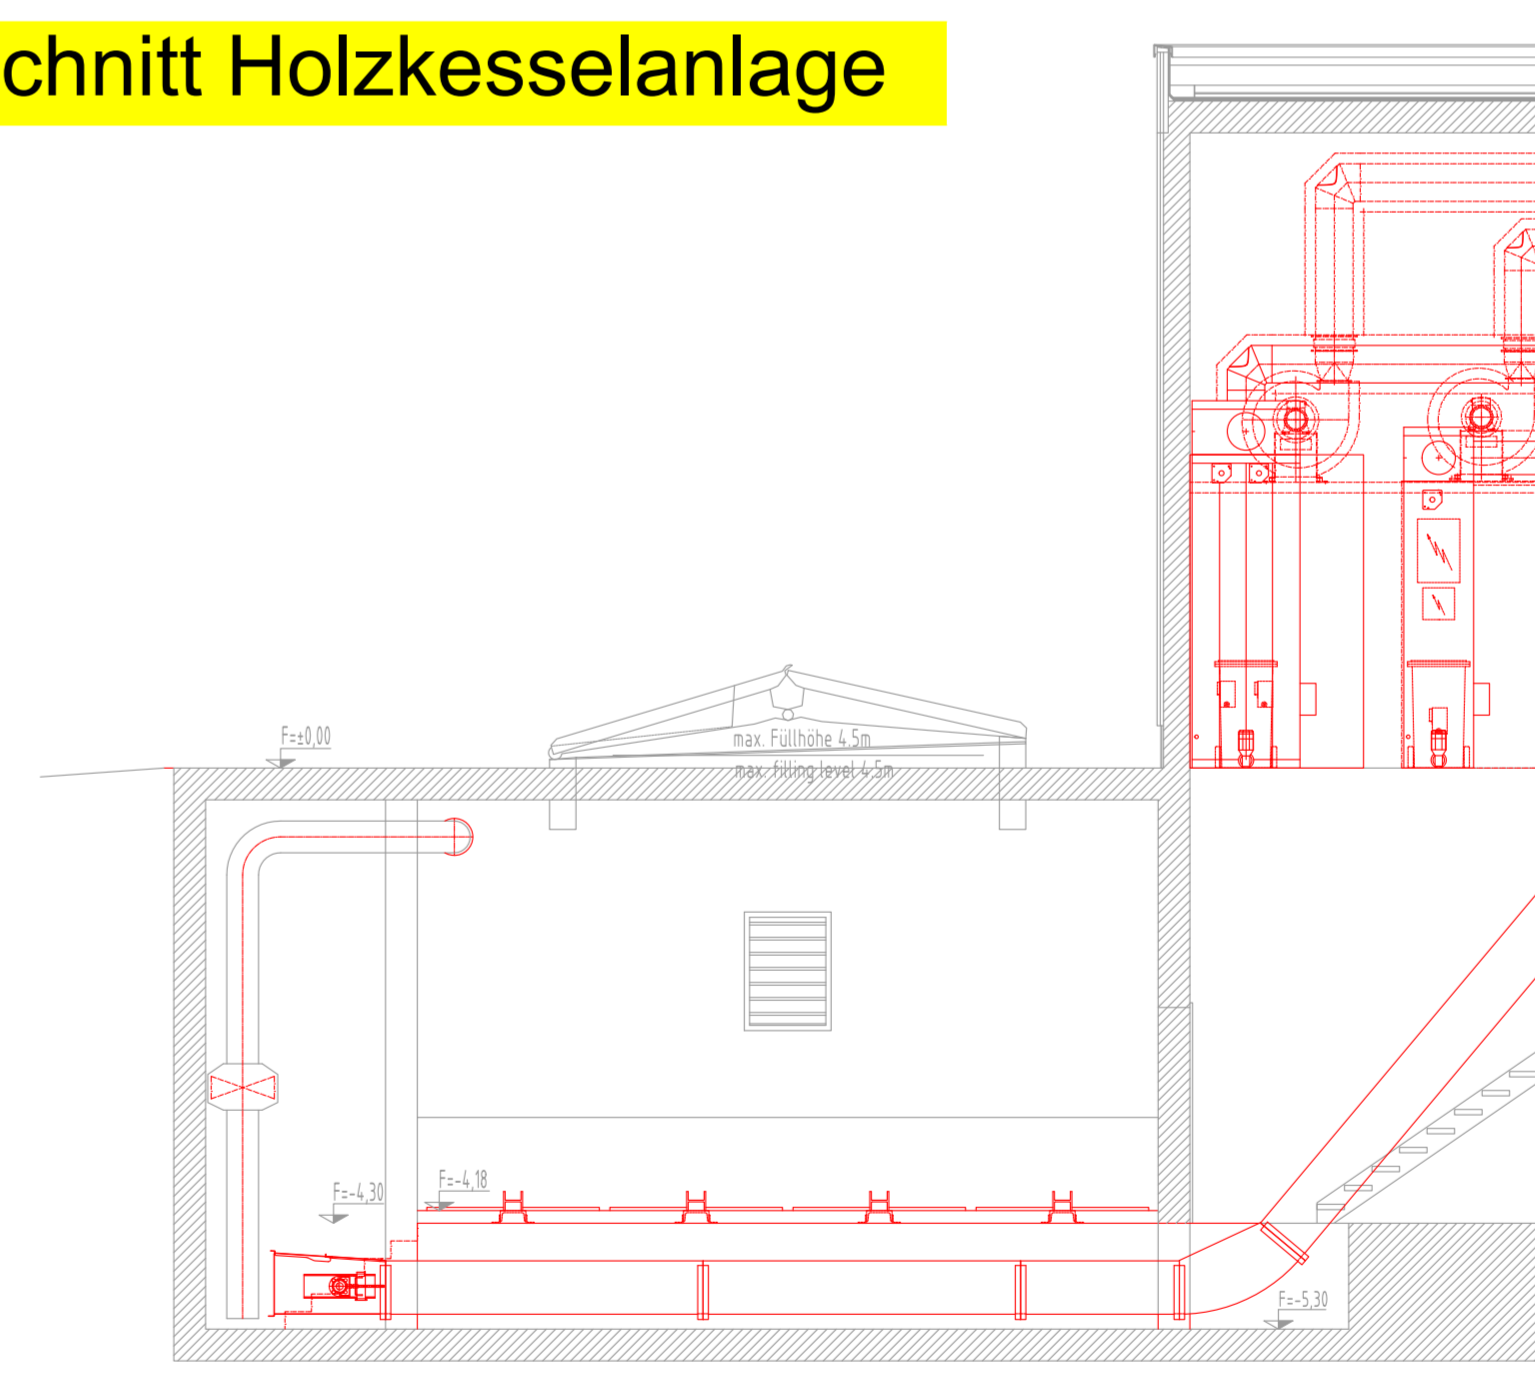 chnitt Holzkesselanlage
F=±0,00
max. Füllhöhe 4.5m
max. filling level 4.5m
F=-4,30
F=-4,18
F=-5,30